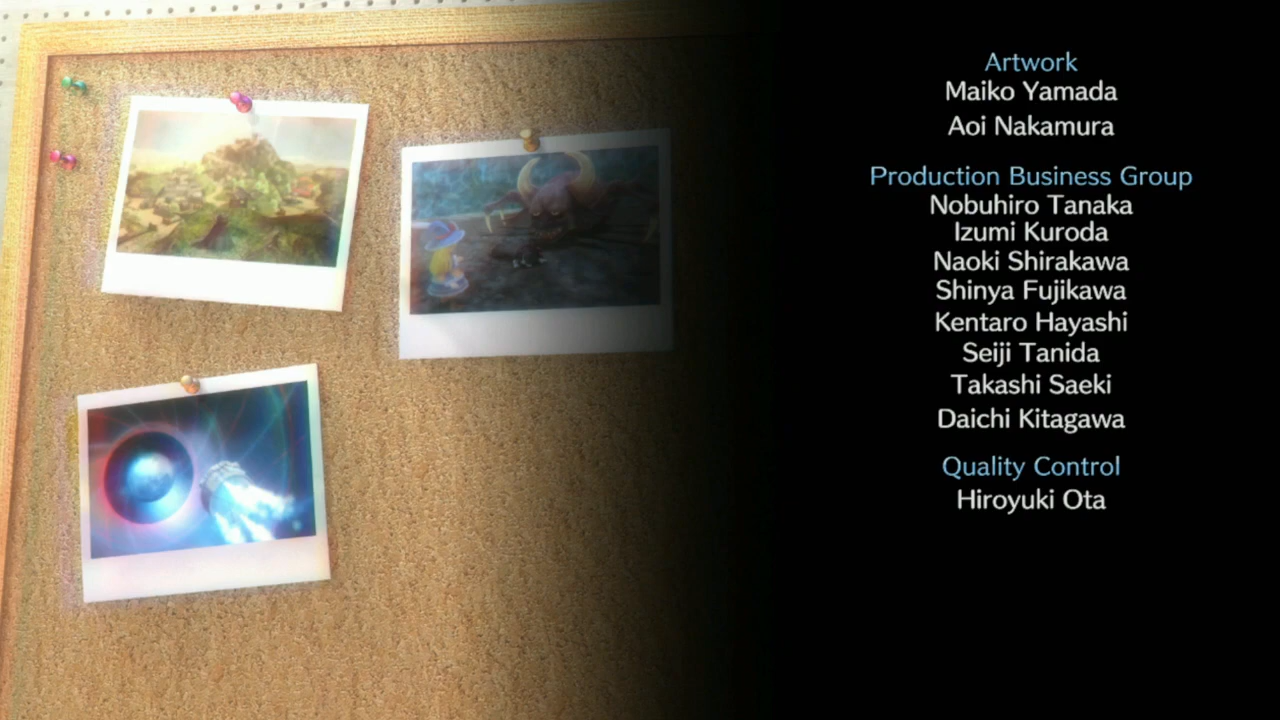 Artwork
Maiko Yamada
Aoi Nakamura
Production Business Group
Nobuhiro Tanaka
Izumi Kuroda
Naoki Shirakawa
Shinya Fujikawa
Kentaro Hayashi
Seiji Tanida
Takashi Saeki
Daichi Kitagawa
Quality Control
Hiroyuki Ota